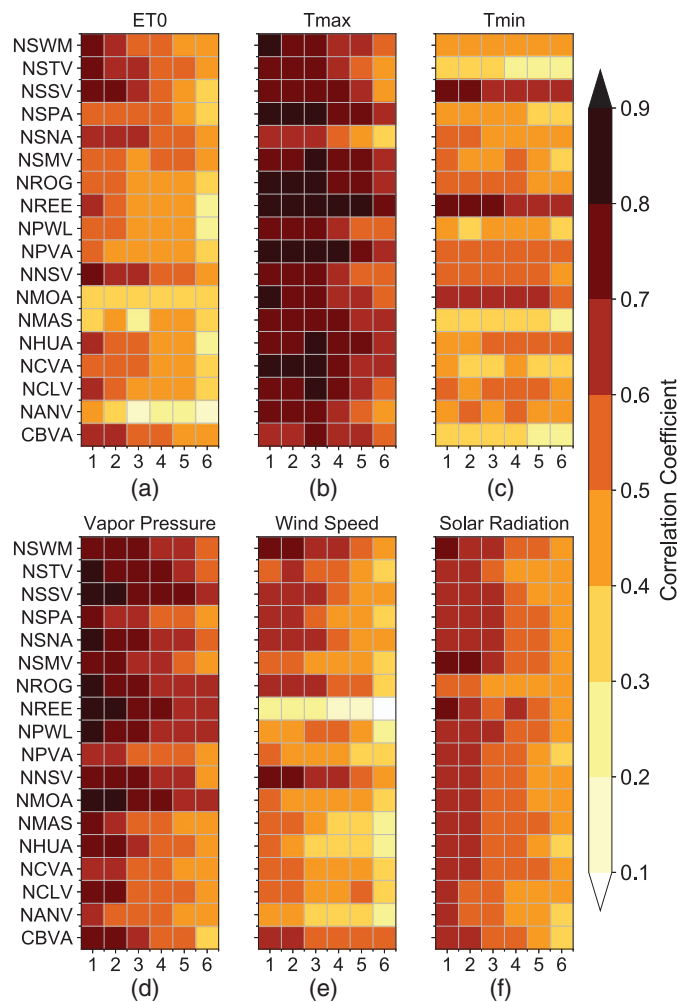 ET0 Tmax Tmin
NSWM
NSTV
NSSV
NSPA
NSNA
NSMV
NROG
NREE
NPWL
NPVA
NNSV
NMOA
NMAS
NHUA
NCVA
NCLV
NANV
CBVA
1 2 3 4 5 6 1 2 3 4 5 6 1 2 3 4 5 6
(a) (b) (c)
Vapor Pressure Wind Speed Solar Radiation
NSWM
NSTV
NSSV
NSPA
NSNA
NSMV
NROG
NREE
NPWL
NPVA
NNSV
NMOA
NMAS
NHUA
NCVA
NCLV
NANV
CBVA
1 2 3 4 5 6 1 2 3 4 5 6 1 2 3 4 5 6
(d) (e) (f)
0.9
0.8
0.7
0.6
0.5
0.4
0.3
0.2
0.1
Correlation Coefficient